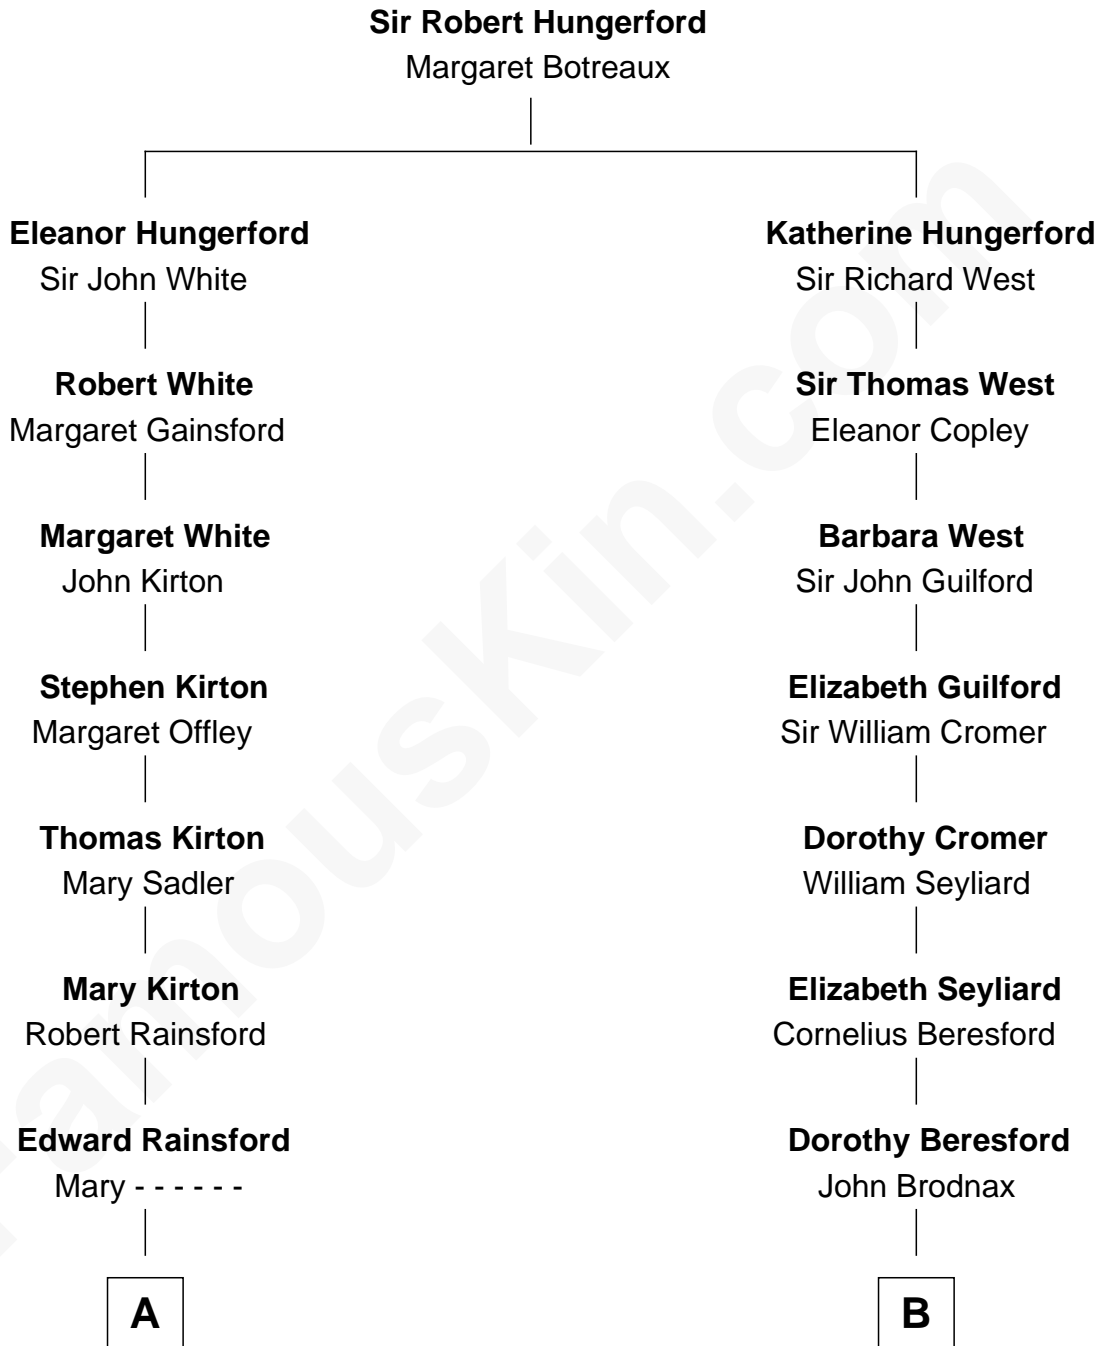 Sir Robert Hungerford
Margaret Botreaux
Eleanor Hungerford
Sir John White
Robert White
Margaret Gainsford
Margaret White
John Kirton
Stephen Kirton
Margaret Offley
Thomas Kirton
Mary Sadler
Mary Kirton
Robert Rainsford
Edward Rainsford
Mary - - - - - -
A
Katherine Hungerford
Sir Richard West
Sir Thomas West
Eleanor Copley
Barbara West
Sir John Guilford
Elizabeth Guilford
Sir William Cromer
Dorothy Cromer
William Seyliard
Elizabeth Seyliard
Cornelius Beresford
Dorothy Beresford
John Brodnax
B
FamousKin.com